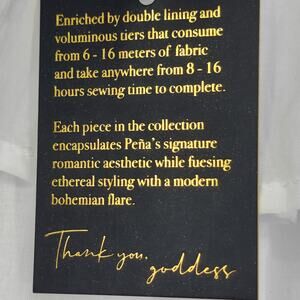 Enriched by double lining and
voluminous tiers that consume
from 6 - 16 meters of fabric
and take anywhere from 8 - 16
hours sewing time to complete.
Each piece in the collection
encapsulates Peña's signature
romantic aesthetic while fuesing
ethereal styling with a modern
bohemian flare.
Thank you,
goddess